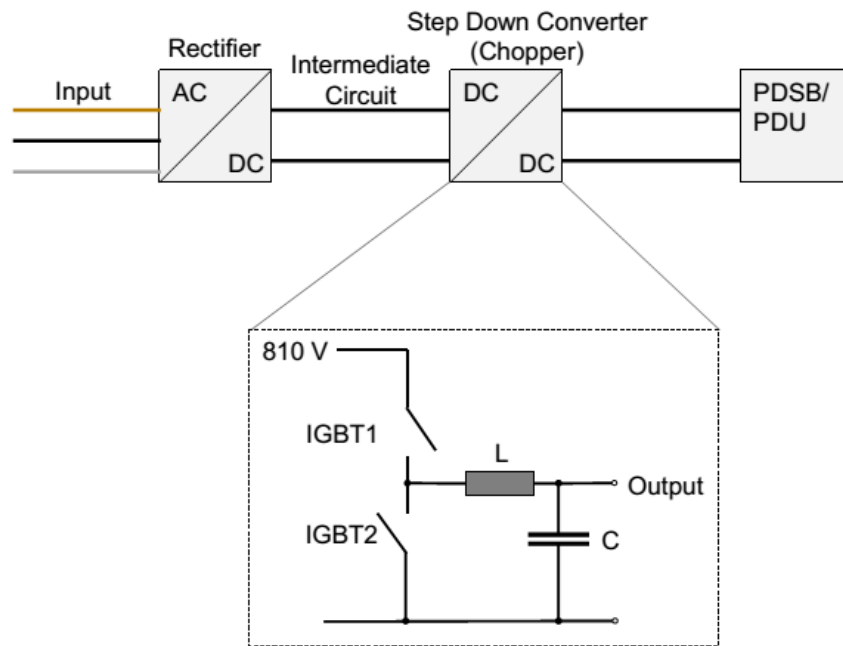 Step Down Converter
(Chopper)
Rectifier
Intermediate
Circuit
Input
AC
DC
DC
DC
PDSB/
PDU
810 V
IGBT1
L
Output
IGBT2
C